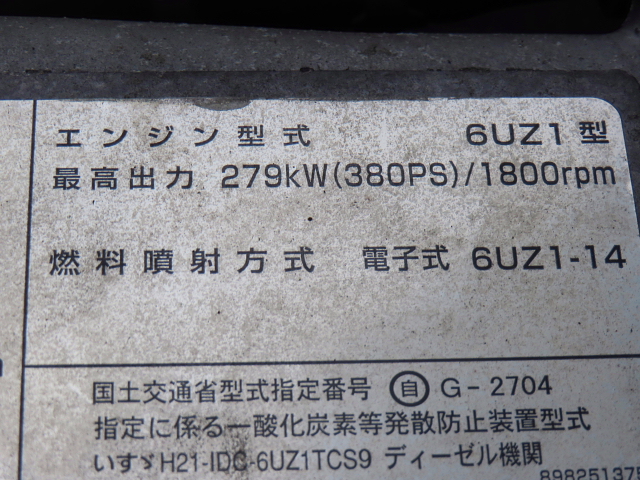 エンジン型式 6UZ1型
最高出力 279kW(380PS)/1800rpm
燃料噴射方式 電子式 6UZ1-14
国土交通省型式指定番号 自 G-2704
指定に係る一酸化炭素等発散防止装置型式
いすゞH21-IDC-6UZ1TCS9 ディーゼル機関
898251375